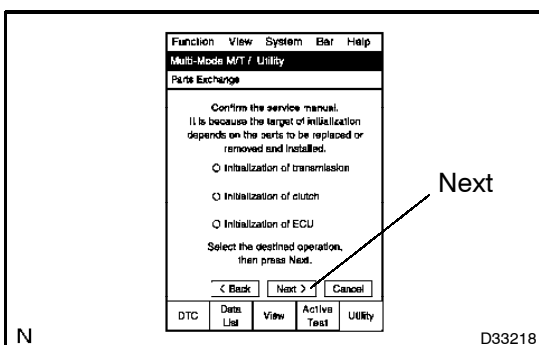 Function View System Bar Help
Multi-Mode M/T / Utility
Parts Exchange
Confirm the service manual.
It is because the target of initialization
depends on the parts to be replaced or
removed and installed.
Initialization of transmission
Initialization of clutch
Initialization of ECU
Select the destined operation,
then press Next.
< Back Next > Cancel
Next
DTC Data List View Active Test Utility
N D33218